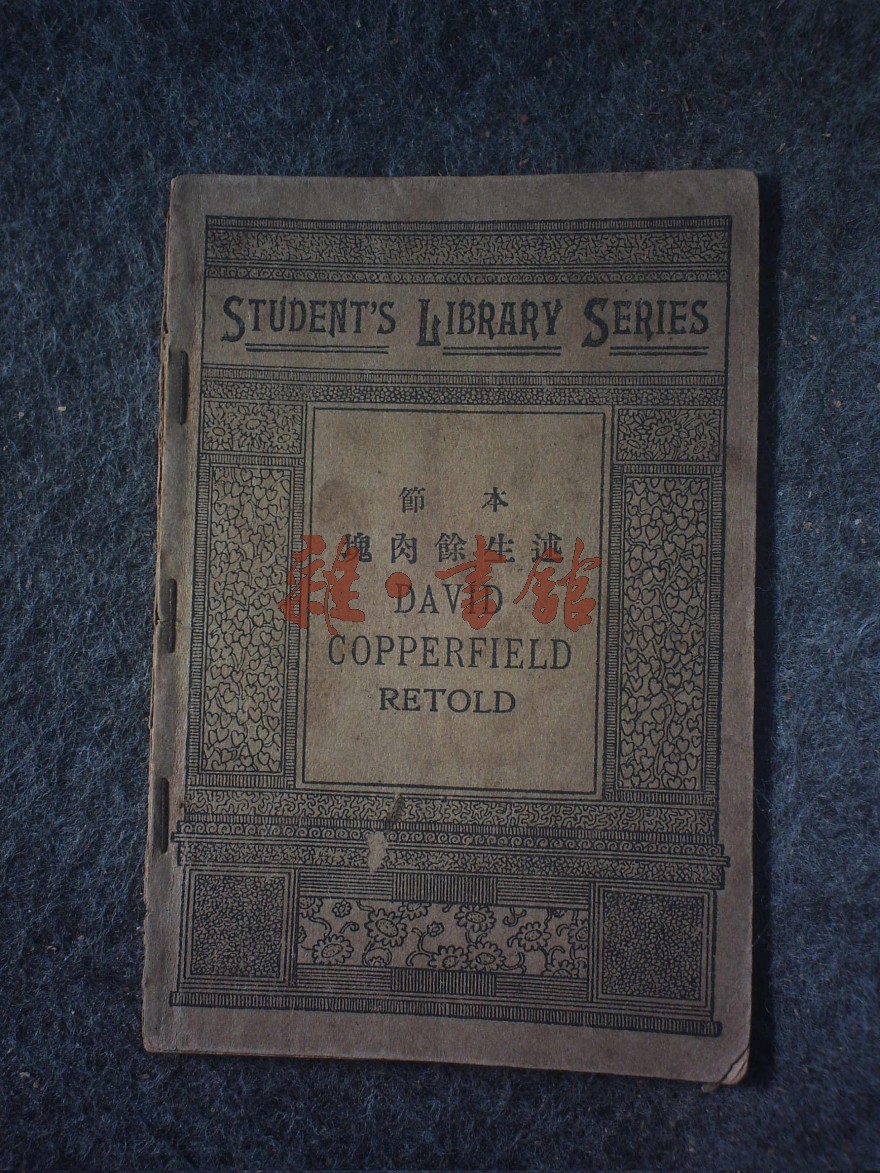 STUDENT'S LIBRARY SERIES
節本
塊肉餘生述
雜·書館
DAVID
COPPERFIELD
RETOLD